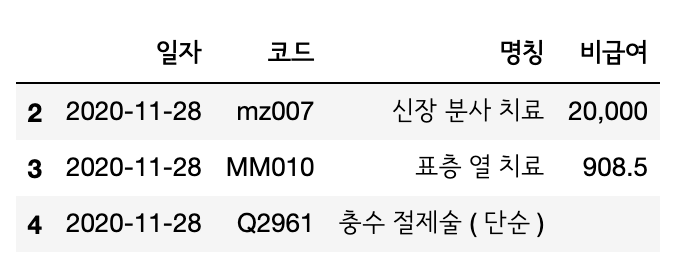 일자 코드 명칭 비급여
2 2020-11-28 mz007 신장 분사 치료 20,000
3 2020-11-28 MM010 표층 열 치료 908.5
4 2020-11-28 Q2961 충수 절제술 ( 단순 )